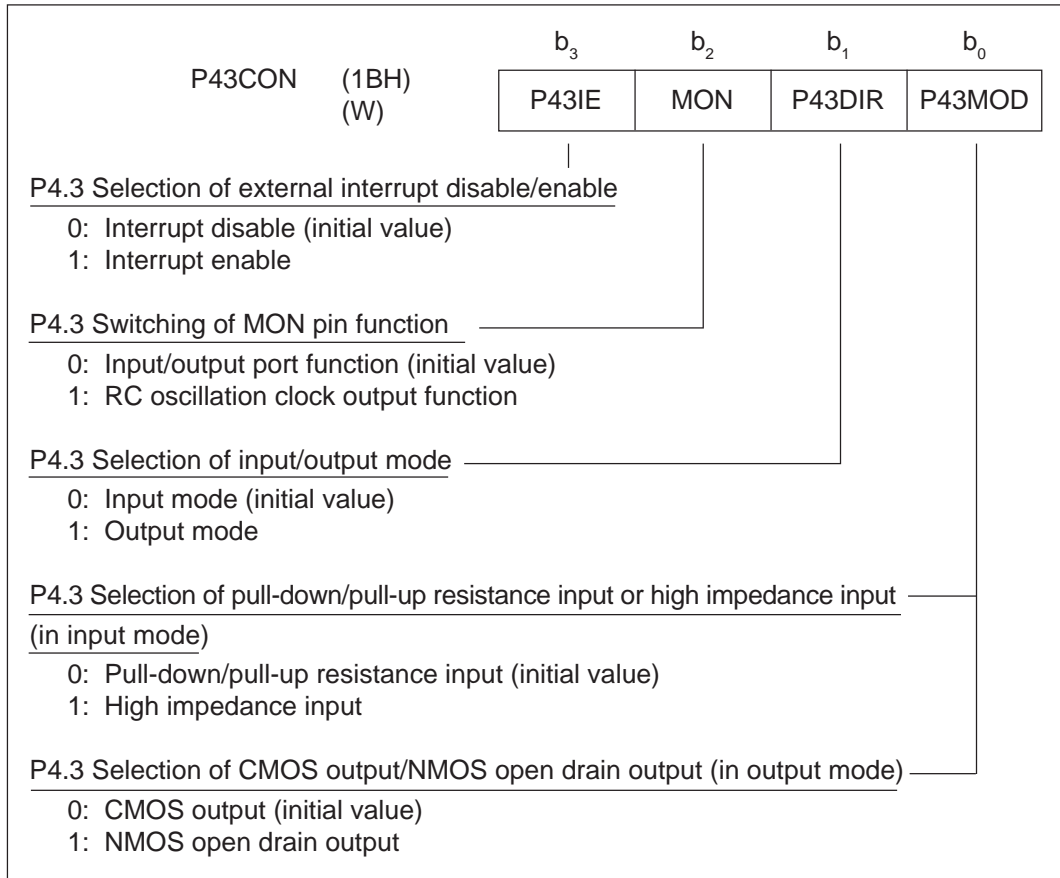 b3 b2 b1 b0
P43CON (1BH)
(W)
P43IE MON P43DIR P43MOD
P4.3 Selection of external interrupt disable/enable
0: Interrupt disable (initial value)
1: Interrupt enable
P4.3 Switching of MON pin function
0: Input/output port function (initial value)
1: RC oscillation clock output function
P4.3 Selection of input/output mode
0: Input mode (initial value)
1: Output mode
P4.3 Selection of pull-down/pull-up resistance input or high impedance input
(in input mode)
0: Pull-down/pull-up resistance input (initial value)
1: High impedance input
P4.3 Selection of CMOS output/NMOS open drain output (in output mode)
0: CMOS output (initial value)
1: NMOS open drain output